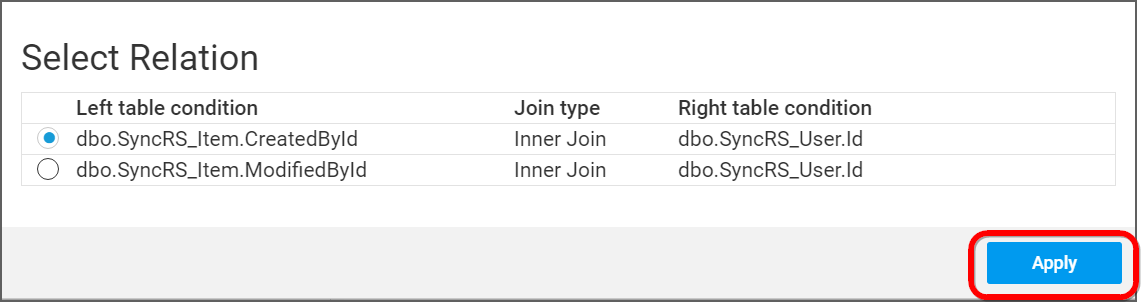 Select Relation
Left table condition Join type Right table condition
dbo.SyncRS_Item.CreatedById Inner Join dbo.SyncRS_User.Id
dbo.SyncRS_Item.ModifiedById Inner Join dbo.SyncRS_User.Id
Apply